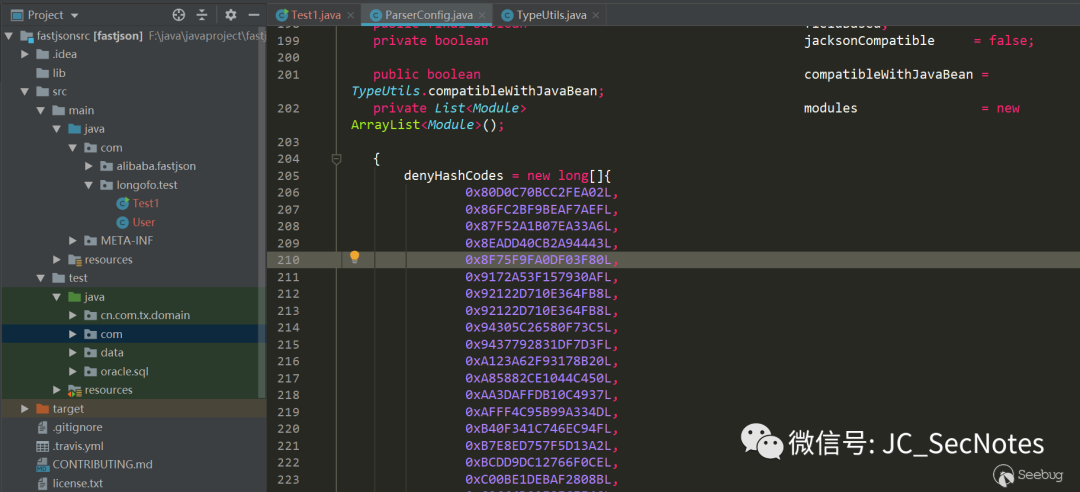 Project
Test1.java
ParserConfig.java
TypeUtils.java
fastjsonsrc [fastjson] F:\java\javaproject\fast
.idea
lib
src
main
java
com
alibaba.fastjson
longofo.test
Test1
User
META-INF
resources
test
java
cn.com.tx.domain
com
data
oracle.sql
resources
target
.gitignore
.travis.yml
CONTRIBUTING.md
license.txt
199 private boolean jacksonCompatible = false;
200
201 public boolean compatibleWithJavaBean =
TypeUtils.compatibleWithJavaBean;
202 private List<Module> modules = new
ArrayList<Module>();
203
204 {
205 denyHashCodes = new long[]{
206 0x80D0C70BCC2FEA02L,
207 0x86FC2BF9BEAF7AEFL,
208 0x87F52A1B07EA33A6L,
209 0x8EADD40CB2A94443L,
210 0x8F75F9FA0DF03F80L,
211 0x9172A53F157930AFL,
212 0x92122D710E364FB8L,
213 0x92122D710E364FB8L,
214 0x94305C26580F73C5L,
215 0x9437792831DF7D3FL,
216 0xA123A62F93178B20L,
217 0xA85882CE1044C450L,
218 0xAA3DAFFDB10C4937L,
219 0xAFFF4C95B99A334DL,
220 0xB40F341C746EC94FL,
221 0xB7E8ED757F5D13A2L,
222 0xBCDD9DC12766F0CEL,
223 0xC00BE1DEBAF2808BL,
微信号: JC_SecNotes
Seebug